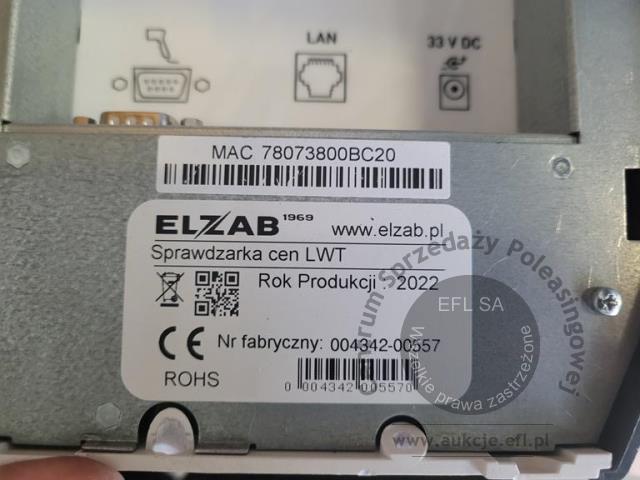 LAN
33 V DC
MAC 78073800BC20
ELZAB 1969
www.elzab.pl
Sprawdzarka cen LWT
Rok Produkcji : 2022
Nr fabryczny: 004342-00557
CE
ROHS
0 004342 005570
Centrum Sprzedaży Poleasingowej
EFL SA
Wszelkie prawa zastrzeżone
www.aukcje.efl.pl